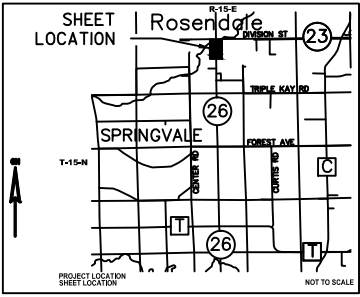 R-15-E
SHEET
LOCATION
Rosendale
DIVISION ST
23
TRIPLE KAY RD
26
SPRINGVALE
FOREST AVE
T-15-N
CENTER RD
CURTIS RD
C
T
26
T
PROJECT LOCATION
SHEET LOCATION
NOT TO SCALE